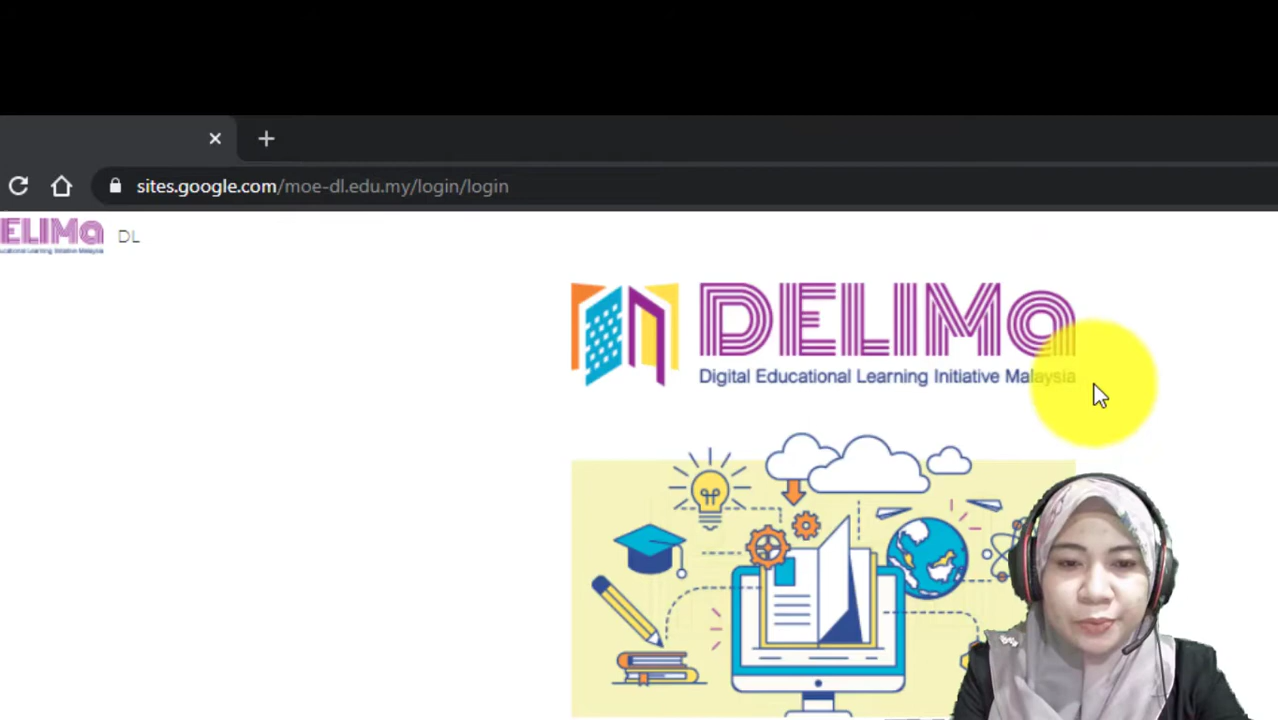 sites.google.com/moe-dl.edu.my/login/login
ELIMa
DL
DELIMa
Digital Educational Learning Initiative Malaysia